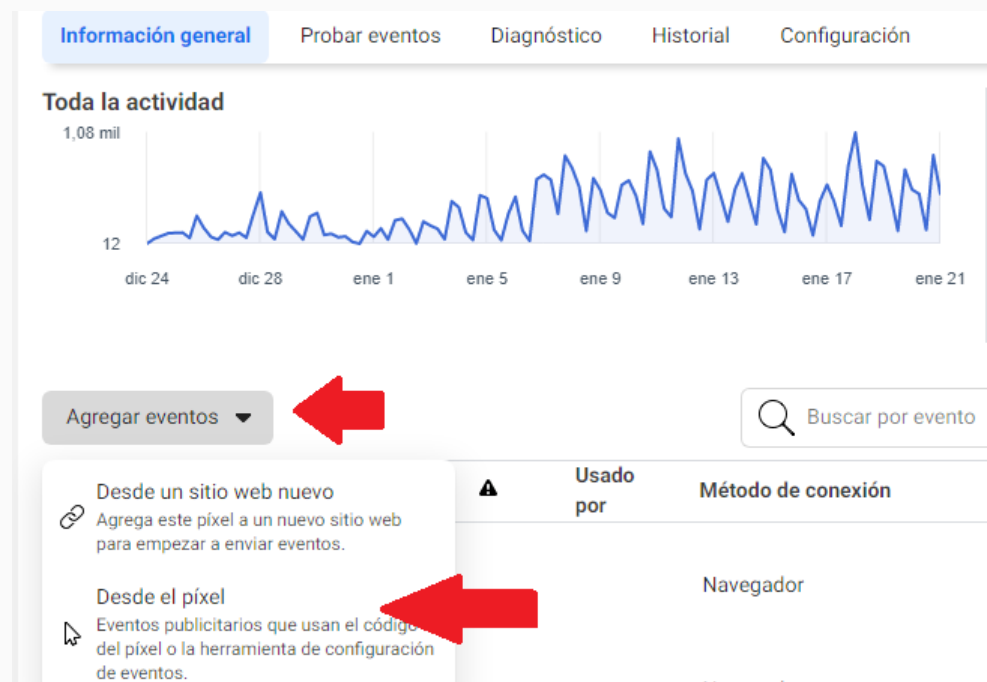 Información general Probar eventos Diagnóstico Historial Configuración
Toda la actividad
1,08 mil
12
dic 24 dic 28 ene 1 ene 5 ene 9 ene 13 ene 17 ene 21
Agregar eventos
Buscar por evento
Usado
por
Método de conexión
Desde un sitio web nuevo
Agrega este píxel a un nuevo sitio web
para empezar a enviar eventos.
Navegador
Desde el píxel
Eventos publicitarios que usan el código
del píxel o la herramienta de configuración
de eventos.